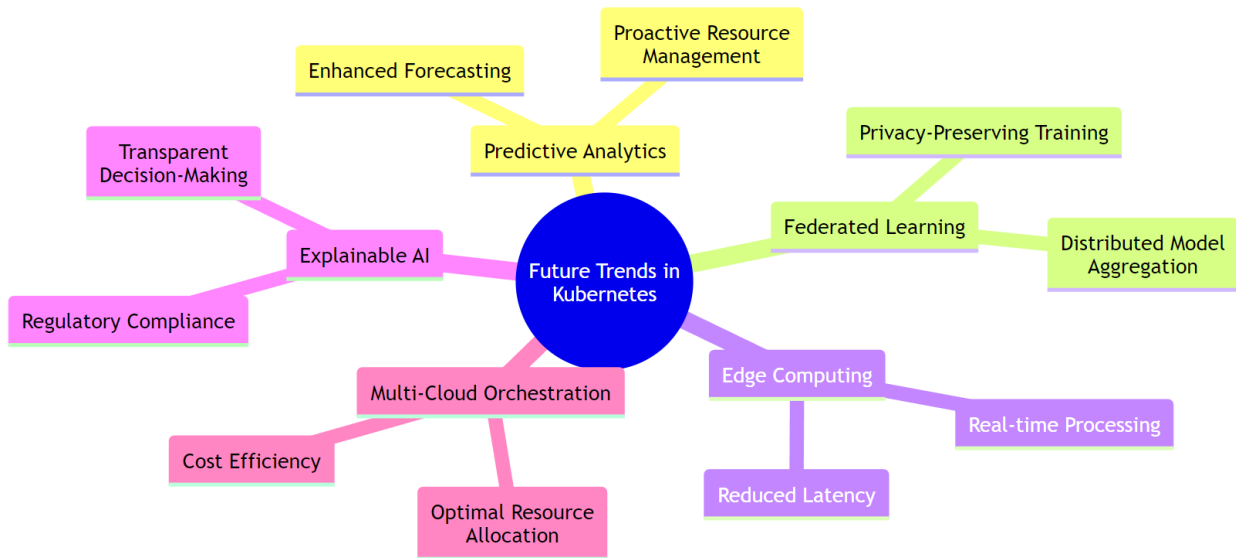 Proactive Resource
Management
Enhanced Forecasting
Predictive Analytics
Privacy-Preserving Training
Federated Learning
Distributed Model
Aggregation
Transparent
Decision-Making
Explainable AI
Regulatory Compliance
Future Trends in
Kubernetes
Multi-Cloud Orchestration
Cost Efficiency
Optimal Resource
Allocation
Edge Computing
Real-time Processing
Reduced Latency